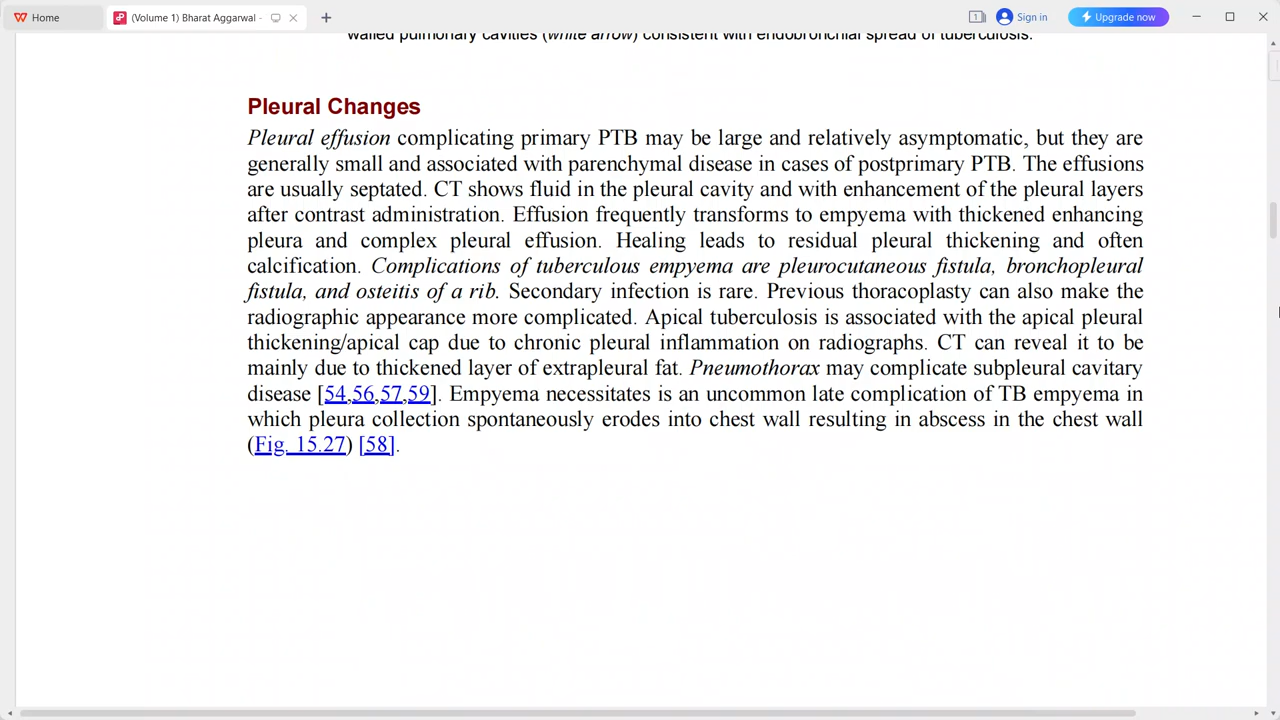 Home
(Volume 1) Bharat Aggarwal -
Sign in
Upgrade now
walled pulmonary cavities (white arrow) consistent with endobronchial spread of tuberculosis.
Pleural Changes
Pleural effusion complicating primary PTB may be large and relatively asymptomatic, but they are
generally small and associated with parenchymal disease in cases of postprimary PTB. The effusions
are usually septated. CT shows fluid in the pleural cavity and with enhancement of the pleural layers
after contrast administration. Effusion frequently transforms to empyema with thickened enhancing
pleura and complex pleural effusion. Healing leads to residual pleural thickening and often
calcification. Complications of tuberculous empyema are pleurocutaneous fistula, bronchopleural
fistula, and osteitis of a rib. Secondary infection is rare. Previous thoracoplasty can also make the
radiographic appearance more complicated. Apical tuberculosis is associated with the apical pleural
thickening/apical cap due to chronic pleural inflammation on radiographs. CT can reveal it to be
mainly due to thickened layer of extrapleural fat. Pneumothorax may complicate subpleural cavitary
disease [54,56,57,59]. Empyema necessitates is an uncommon late complication of TB empyema in
which pleura collection spontaneously erodes into chest wall resulting in abscess in the chest wall
(Fig. 15.27) [58].